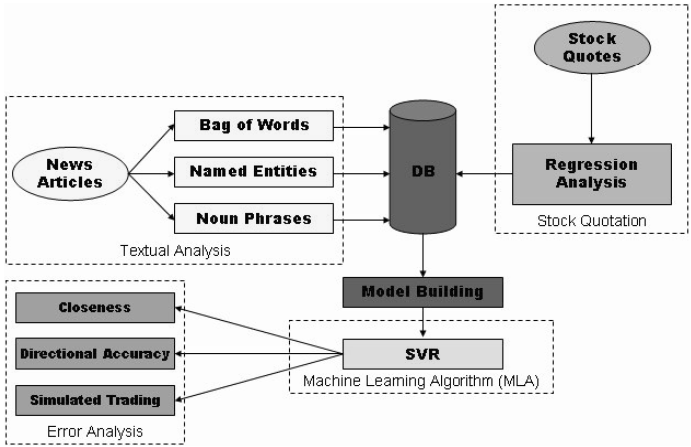 Stock
Quotes
Regression
Analysis
Stock Quotation
News
Articles
Bag of Words
Named Entities
Noun Phrases
Textual Analysis
DB
Model Building
SVR
Machine Learning Algorithm (MLA)
Closeness
Directional Accuracy
Simulated Trading
Error Analysis